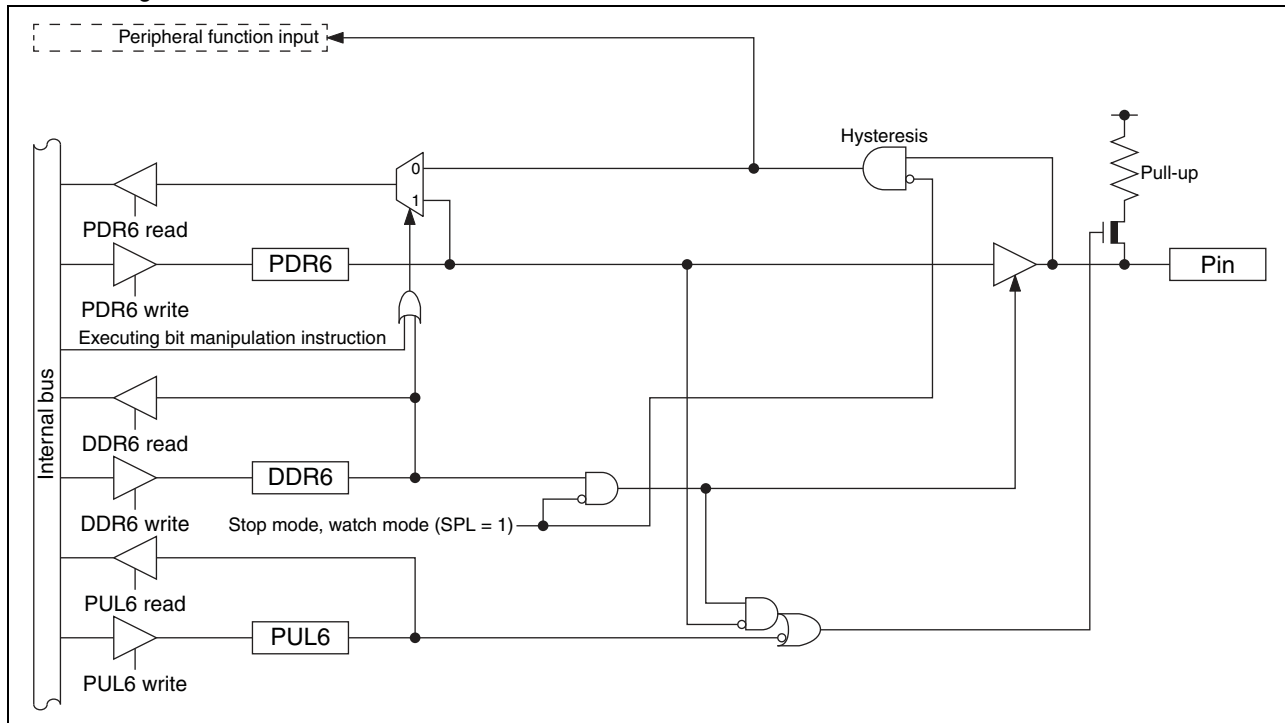 Peripheral function input
Hysteresis
0
Pull-up
1
PDR6 read
PDR6
Pin
PDR6 write
Executing bit manipulation instruction
Internal bus
DDR6 read
DDR6
DDR6 write
Stop mode, watch mode (SPL = 1)
PUL6 read
PUL6
PUL6 write